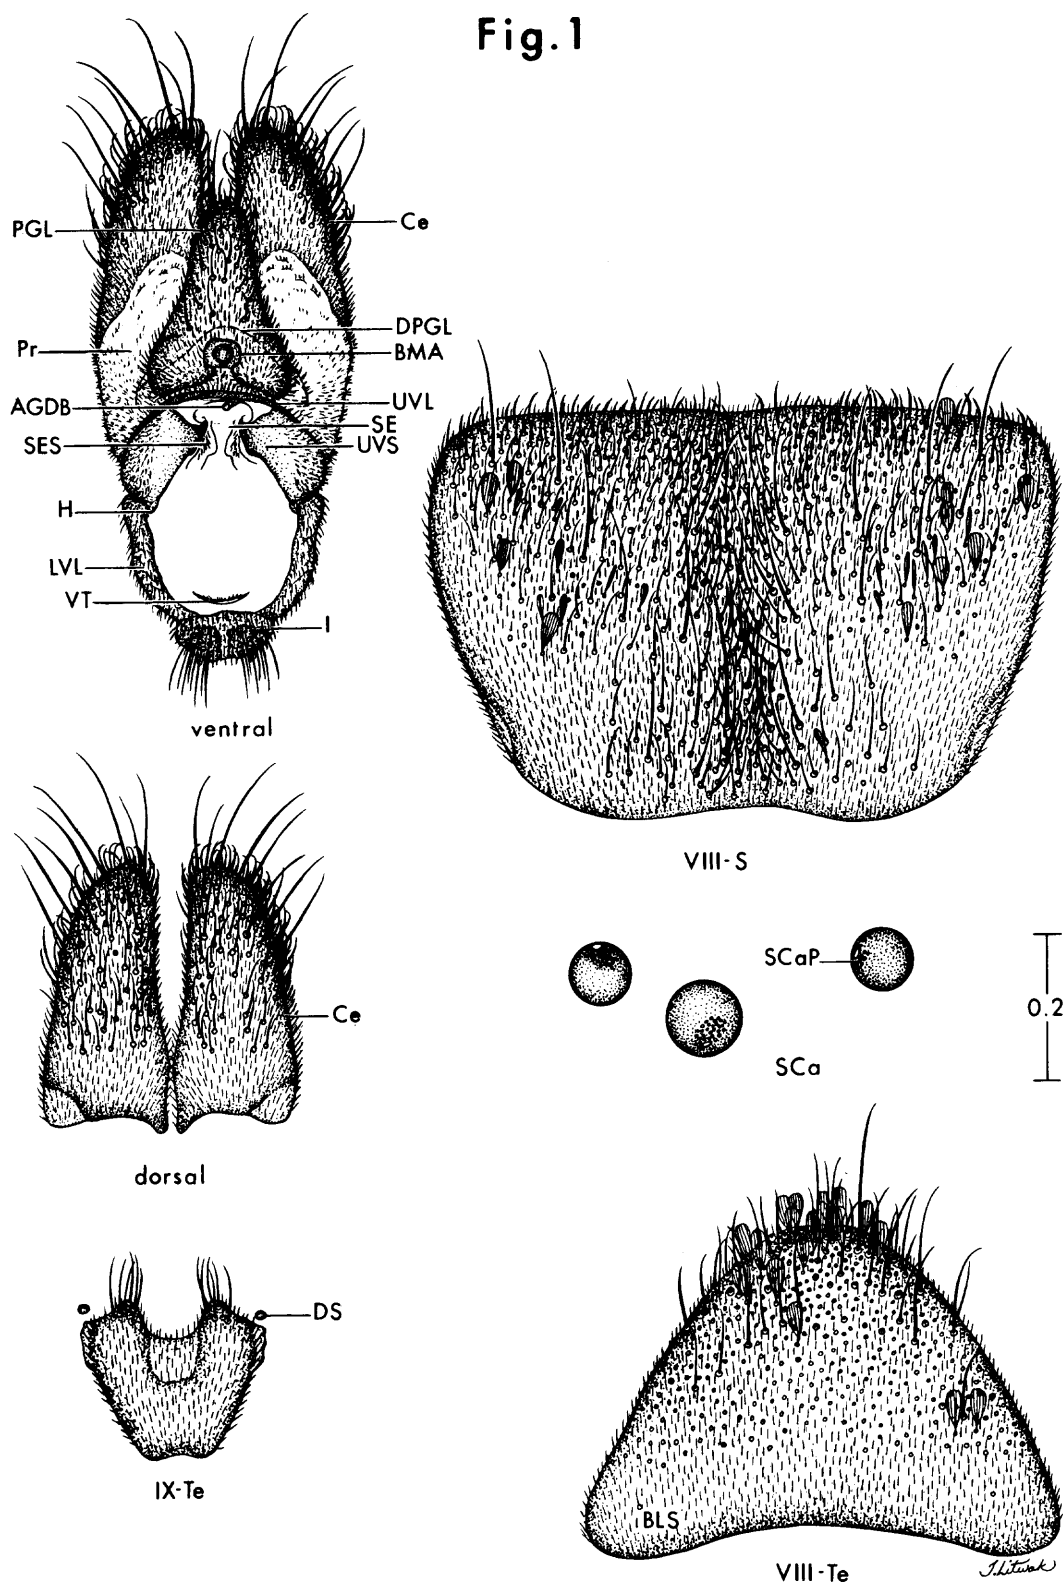 Fig.1
PGL
Ce
DPGL
Pr
BMA
AGDB
UVL
SE
SES
UVS
H
LVL
VT
I
ventral
VIII-S
SCaP
0.2
Ce
SCa
dorsal
DS
IX-Te
BLS
VIII-Te
T.Litwak